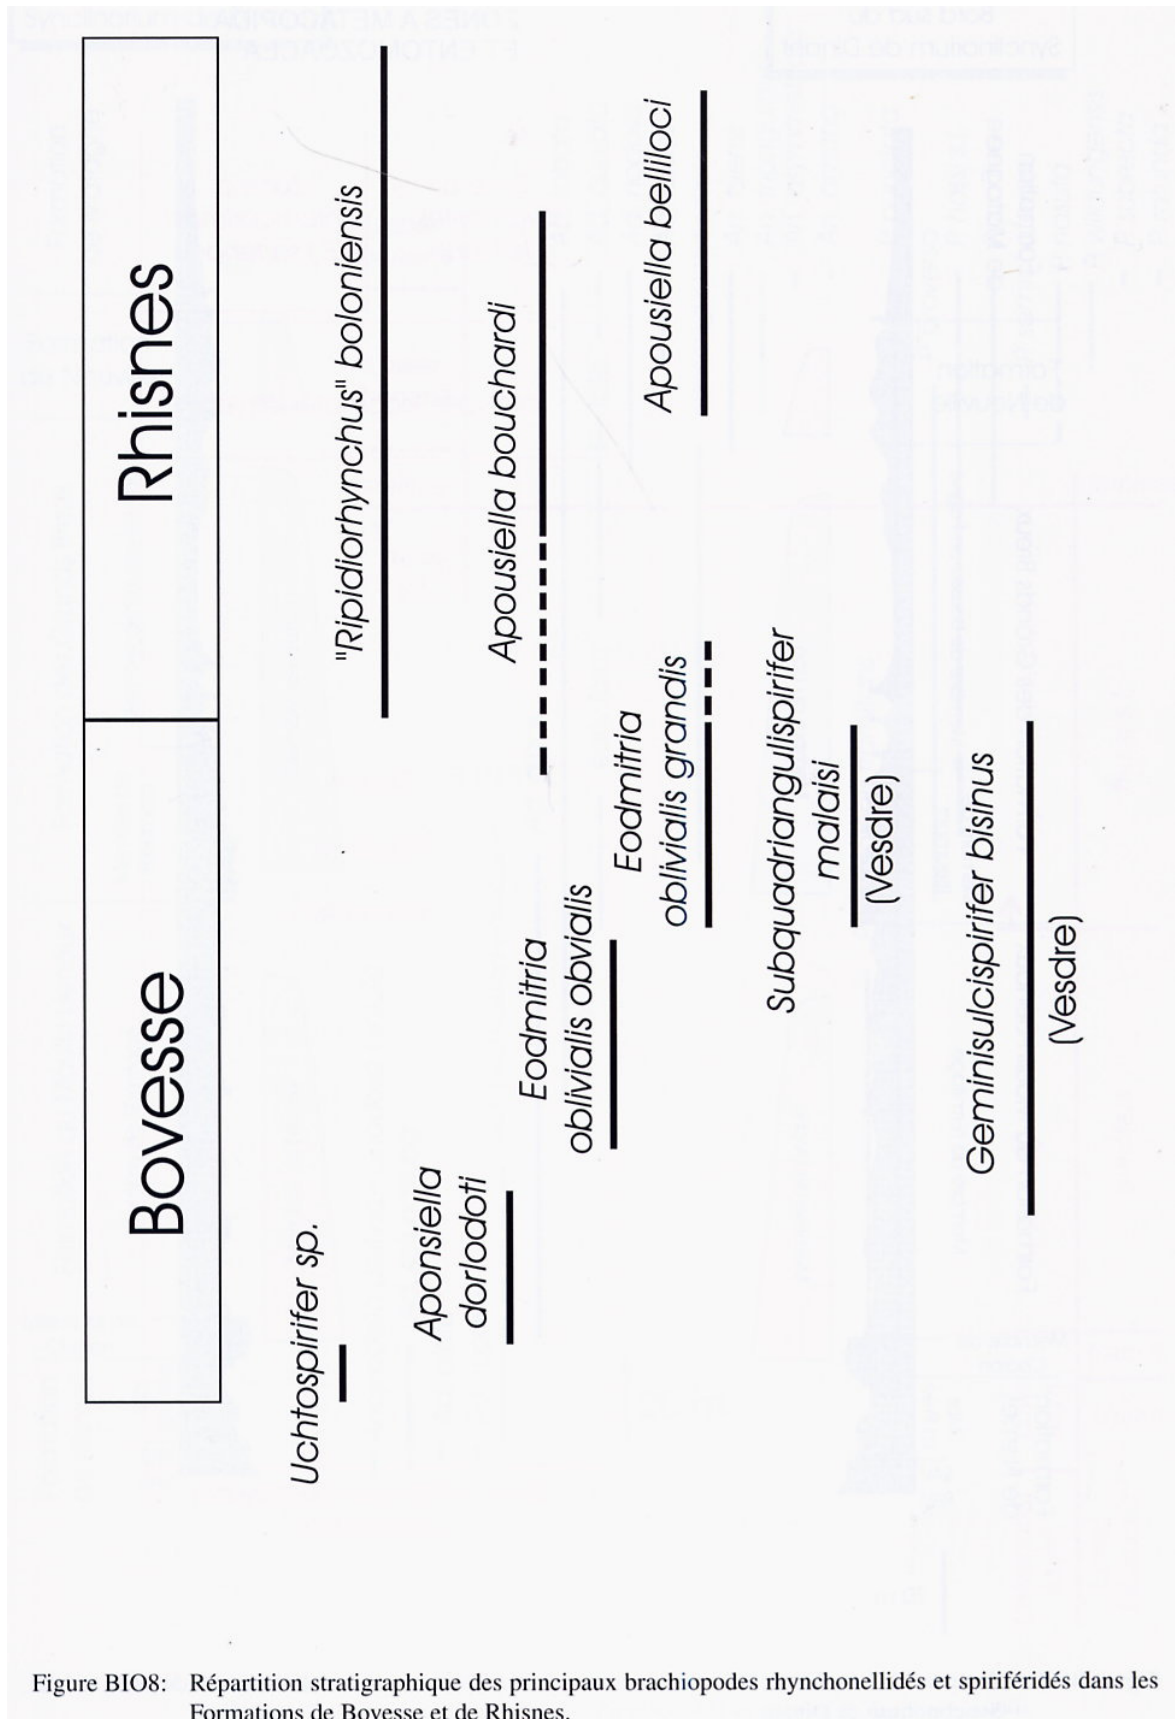 Rhisnes
Bovesse
"Ripidiorhynchus" boloniensis
Apousiella bouchardi
Apousiella belliloci
Eodmitria
oblivialis grandis
Subquadriangulispirifer
malaisi
(Vesdre)
Eodmitria
oblivialis obvialis
Geminisulcispirifer bisinus
(Vesdre)
Aponsiella
dorlodoti
Uchtospirifer sp.
Figure BIO8: Répartition stratigraphique des principaux brachiopodes rhynchonellidés et spiriféridés dans les
Formations de Bovesse et de Rhisnes.